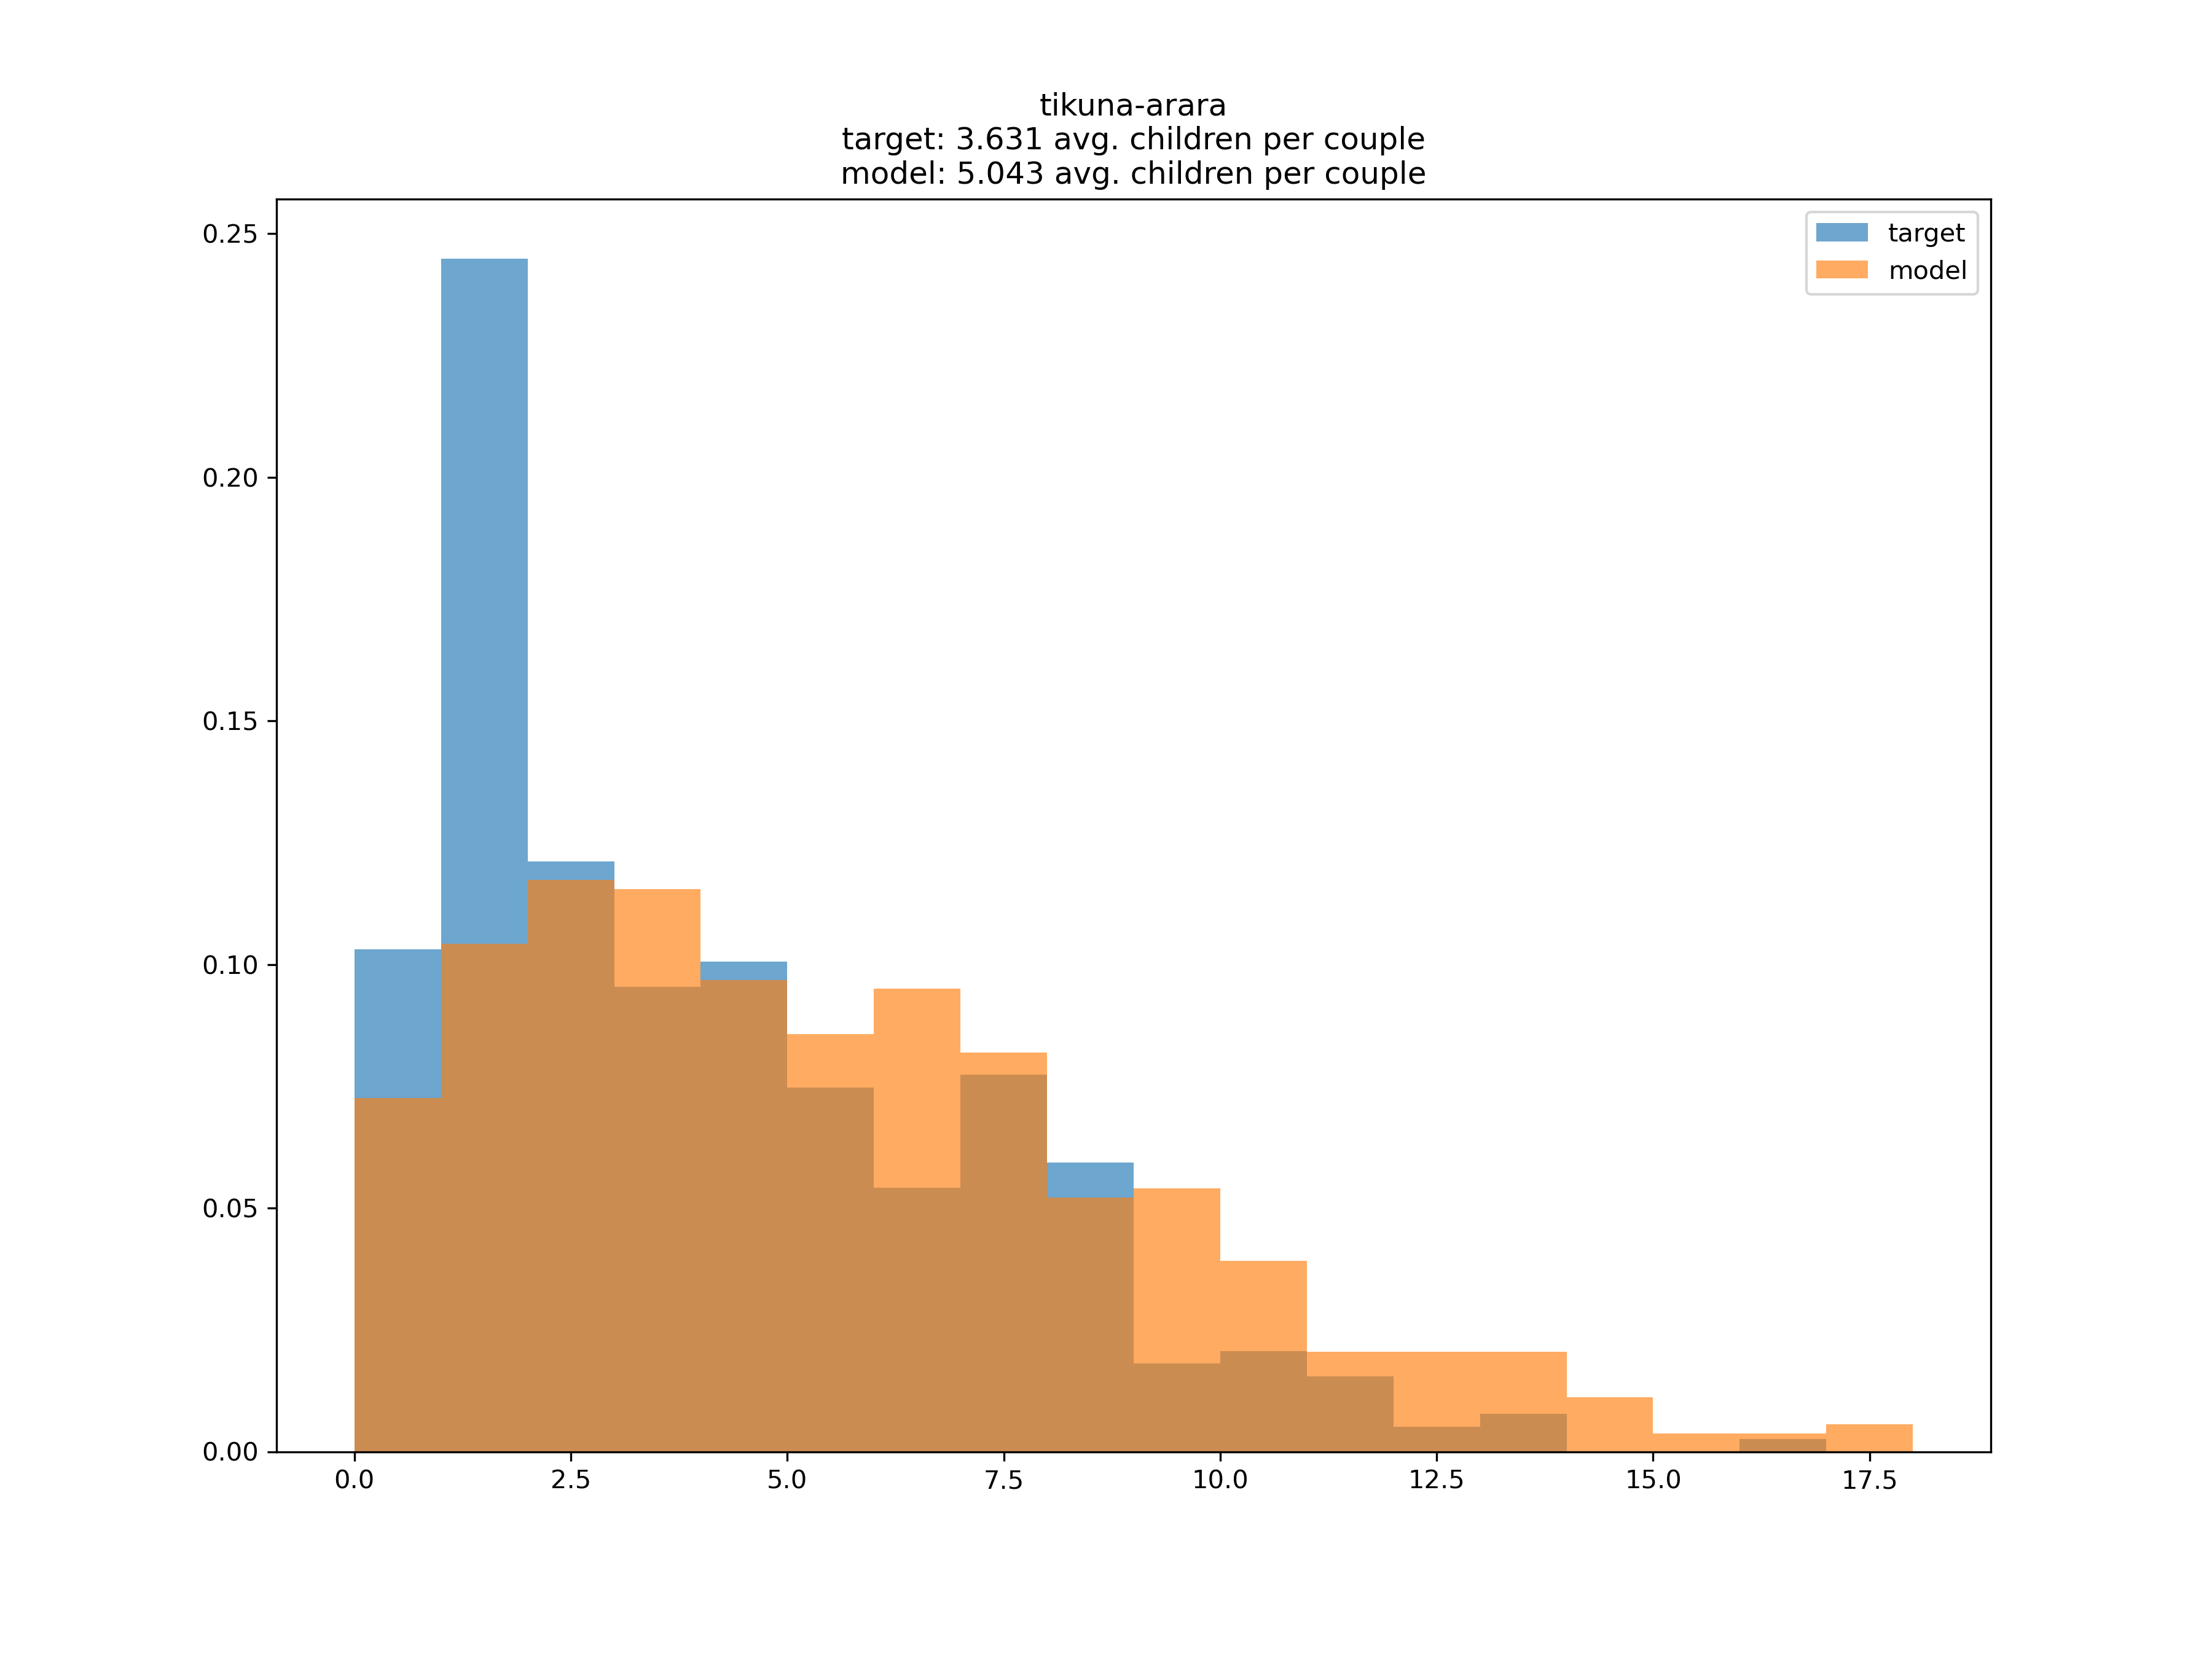 tikuna-arara
target: 3.631 avg. children per couple
model: 5.043 avg. children per couple
target
model
0.25
0.20
0.15
0.10
0.05
0.00
0.0 2.5 5.0 7.5 10.0 12.5 15.0 17.5